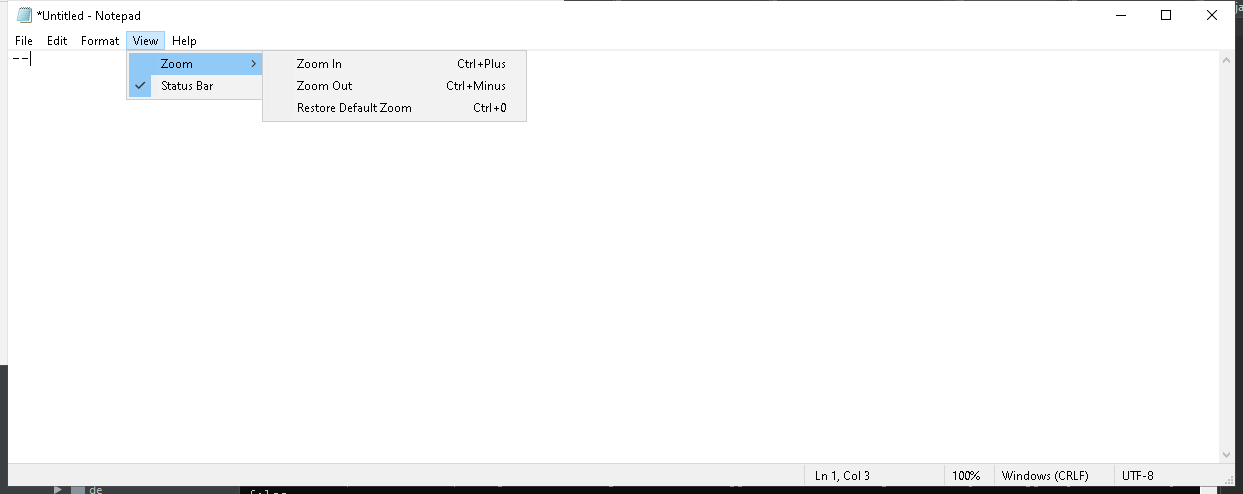 *Untitled - Notepad
File Edit Format View Help
--
Zoom
Status Bar
Zoom In Ctrl+Plus
Zoom Out Ctrl+Minus
Restore Default Zoom Ctrl+0
Ln 1, Col 3 100% Windows (CRLF) UTF-8
de